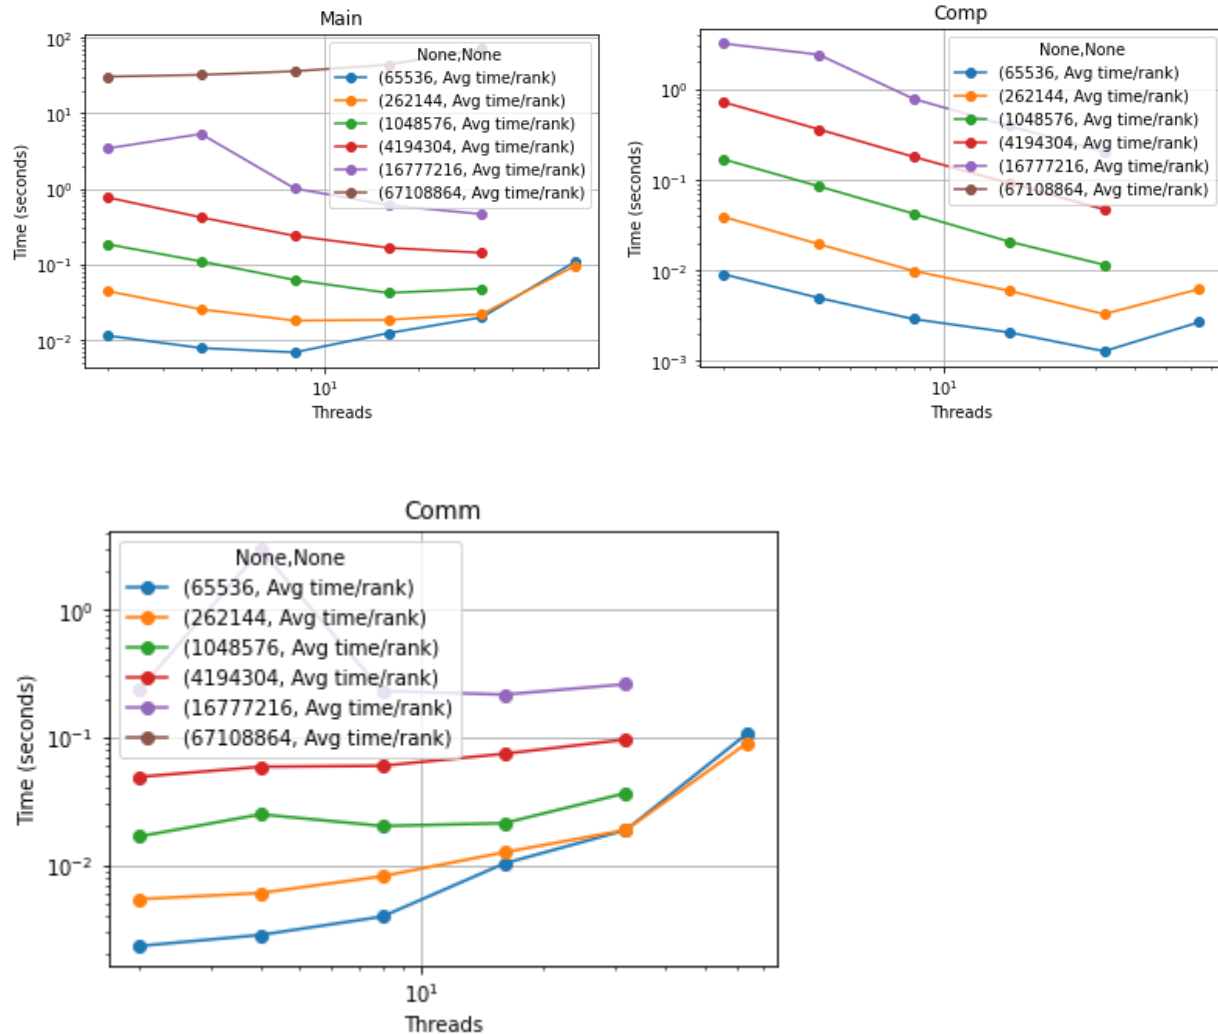 Main
10²
10¹
10⁰
10⁻¹
10⁻²
Time (seconds)
None,None
(65536, Avg time/rank)
(262144, Avg time/rank)
(1048576, Avg time/rank)
(4194304, Avg time/rank)
(16777216, Avg time/rank)
(67108864, Avg time/rank)
10¹
Threads
Comp
10⁰
10⁻¹
10⁻²
10⁻³
Time (seconds)
None,None
(65536, Avg time/rank)
(262144, Avg time/rank)
(1048576, Avg time/rank)
(4194304, Avg time/rank)
(16777216, Avg time/rank)
(67108864, Avg time/rank)
10¹
Threads
Comm
10⁰
10⁻¹
10⁻²
Time (seconds)
None,None
(65536, Avg time/rank)
(262144, Avg time/rank)
(1048576, Avg time/rank)
(4194304, Avg time/rank)
(16777216, Avg time/rank)
(67108864, Avg time/rank)
10¹
Threads